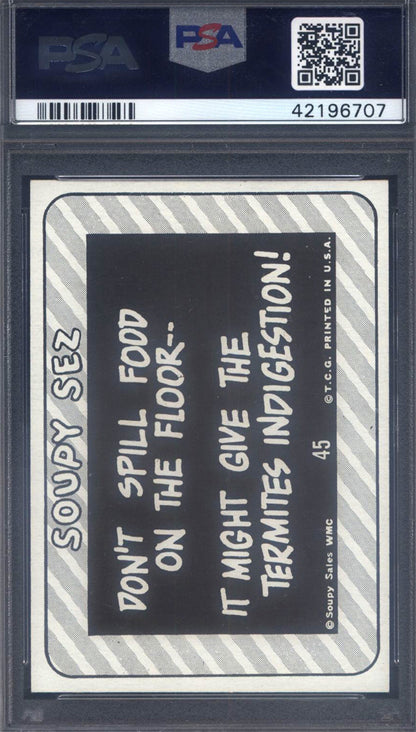 PSA
PSA
42196707
SOUPY SEZ
DON'T SPILL FOOD
ON THE FLOOR--
IT MIGHT GIVE THE
TERMITES INDIGESTION!
© Soupy Sales WMC 45 © T.C.G. PRINTED IN U.S.A.